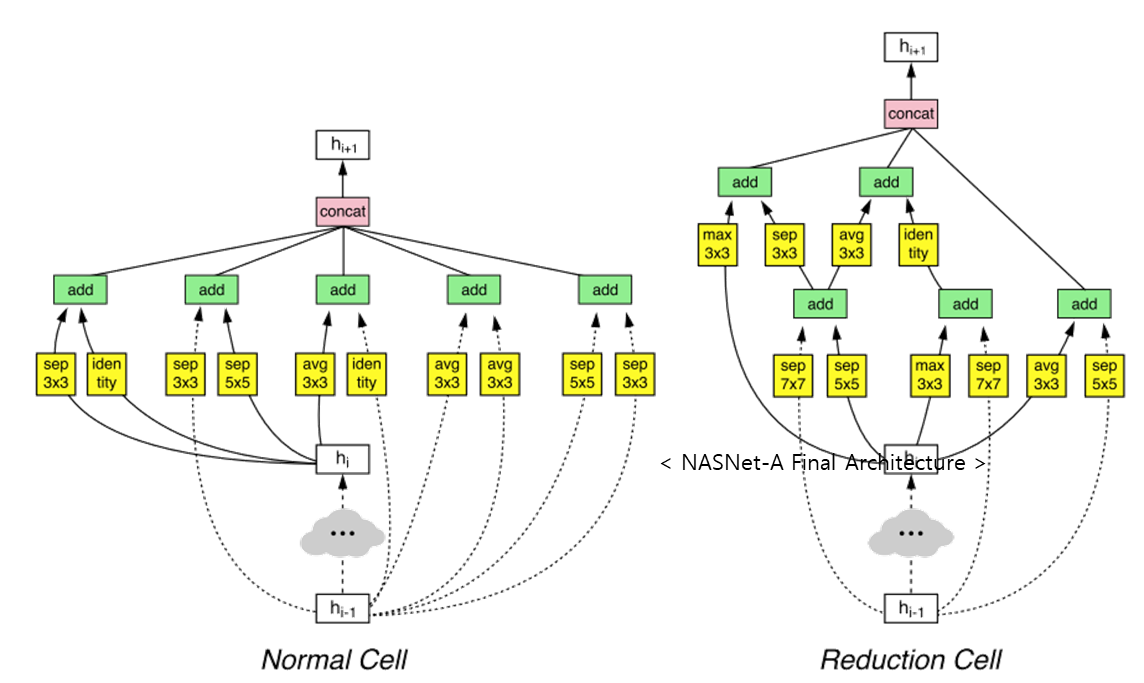 h_{i+1}
concat
add add add add add
sep 3x3 iden tity sep 3x3 sep 5x5 avg 3x3 iden tity avg 3x3 avg 3x3 sep 5x5 sep 3x3
h_i
...
h_{i-1}
Normal Cell
h_{i+1}
concat
add add
max 3x3 sep 3x3 avg 3x3 iden tity
add add add
sep 7x7 sep 5x5 max 3x3 sep 7x7 avg 3x3 sep 5x5
h_i
< NASNet-A Final Architecture >
...
h_{i-1}
Reduction Cell